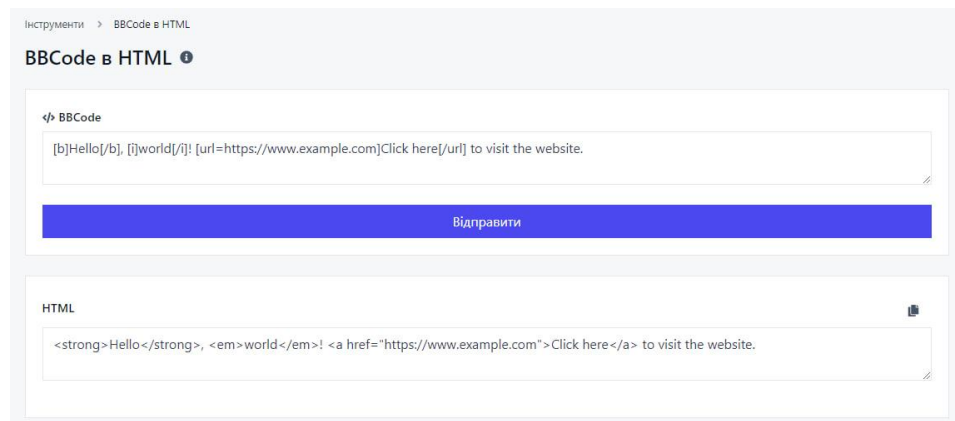 Інструменти > BBCode в HTML
BBCode в HTML
</> BBCode
[b]Hello[/b], [i]world[/i]! [url=https://www.example.com]Click here[/url] to visit the website.
Відправити
HTML
<strong>Hello</strong>, <em>world</em>! <a href="https://www.example.com">Click here</a> to visit the website.